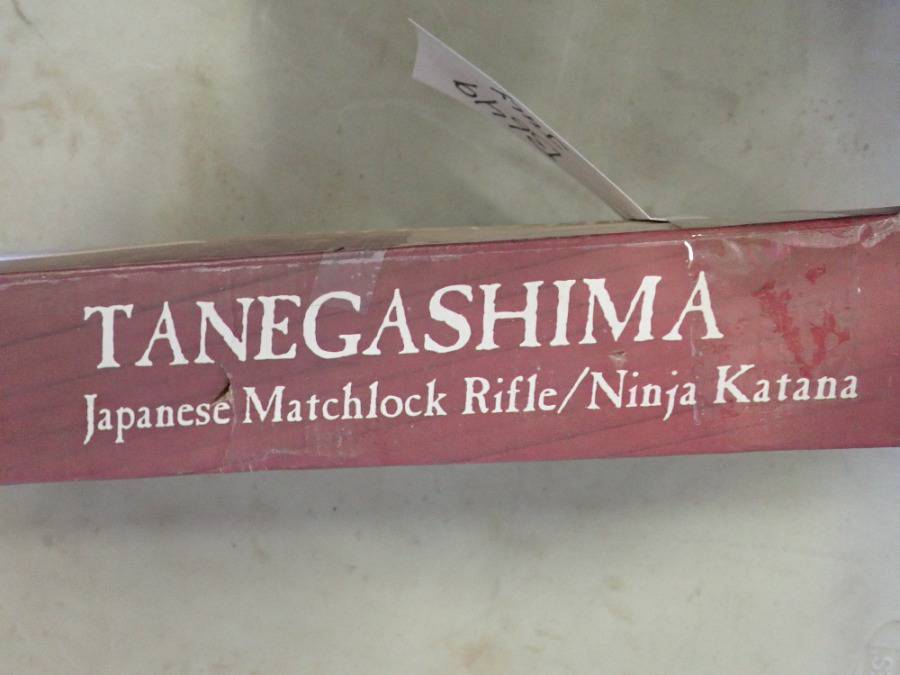 TANEGASHIMA
Japanese Matchlock Rifle/Ninja Katana